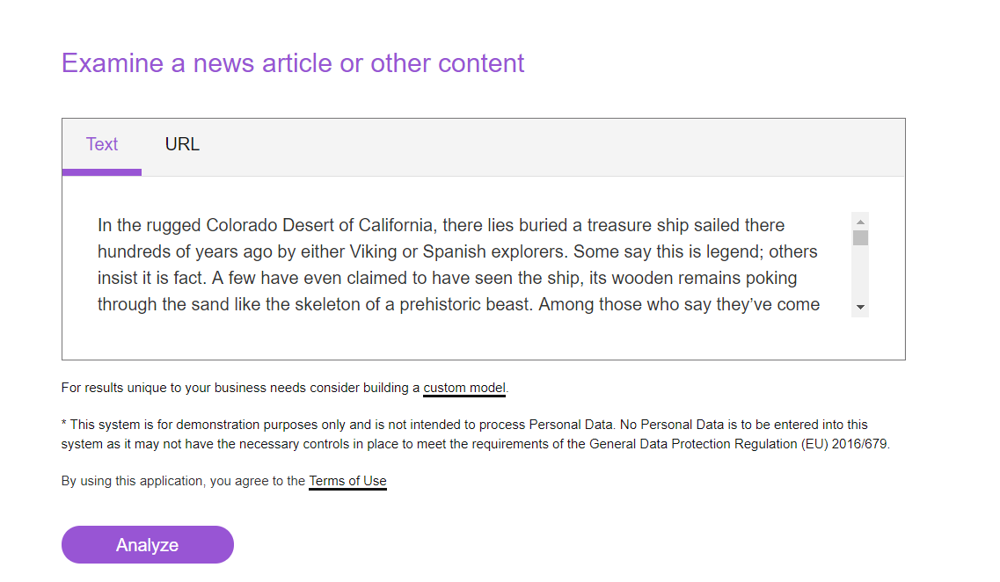 Examine a news article or other content
Text
URL
In the rugged Colorado Desert of California, there lies buried a treasure ship sailed there
hundreds of years ago by either Viking or Spanish explorers. Some say this is legend; others
insist it is fact. A few have even claimed to have seen the ship, its wooden remains poking
through the sand like the skeleton of a prehistoric beast. Among those who say they’ve come
For results unique to your business needs consider building a custom model.
* This system is for demonstration purposes only and is not intended to process Personal Data. No Personal Data is to be entered into this
system as it may not have the necessary controls in place to meet the requirements of the General Data Protection Regulation (EU) 2016/679.
By using this application, you agree to the Terms of Use
Analyze